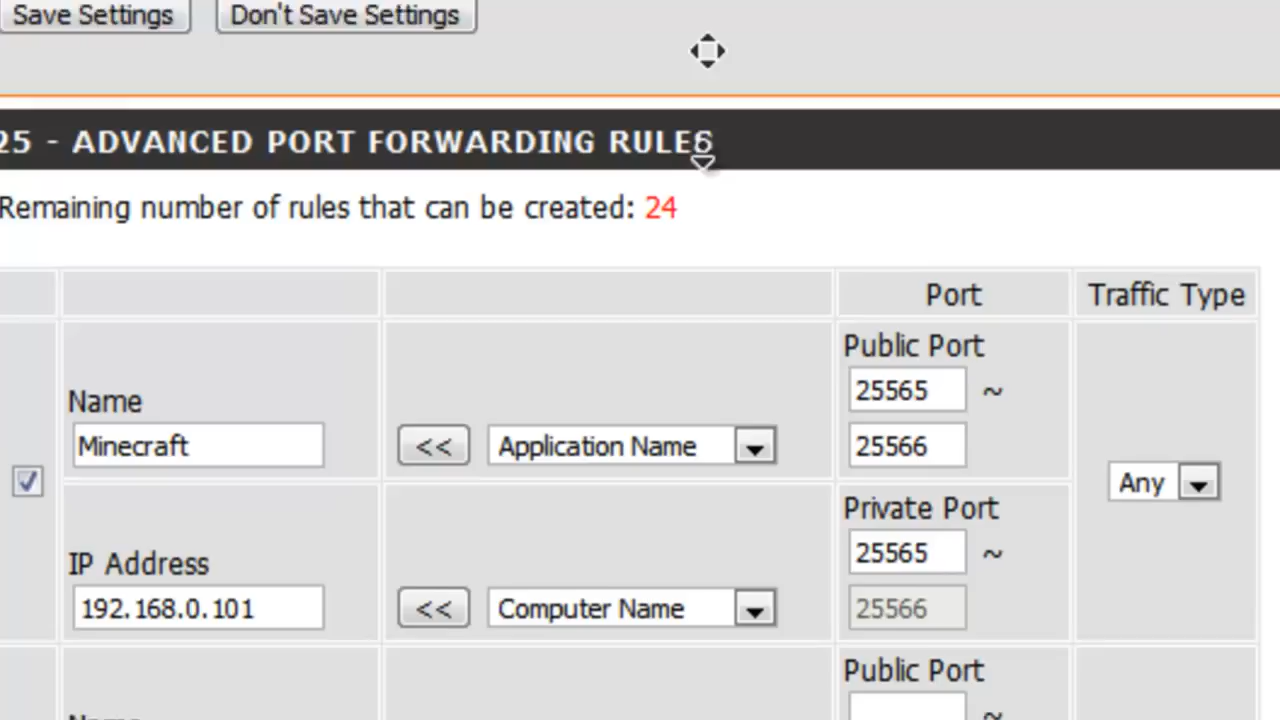 Save Settings Don't Save Settings
25 - ADVANCED PORT FORWARDING RULES
Remaining number of rules that can be created: 24
Port Traffic Type
Public Port
25565 ~
Name
Minecraft << Application Name 25566
Any
Private Port
25565 ~
IP Address
192.168.0.101 << Computer Name 25566
Public Port
~
Name